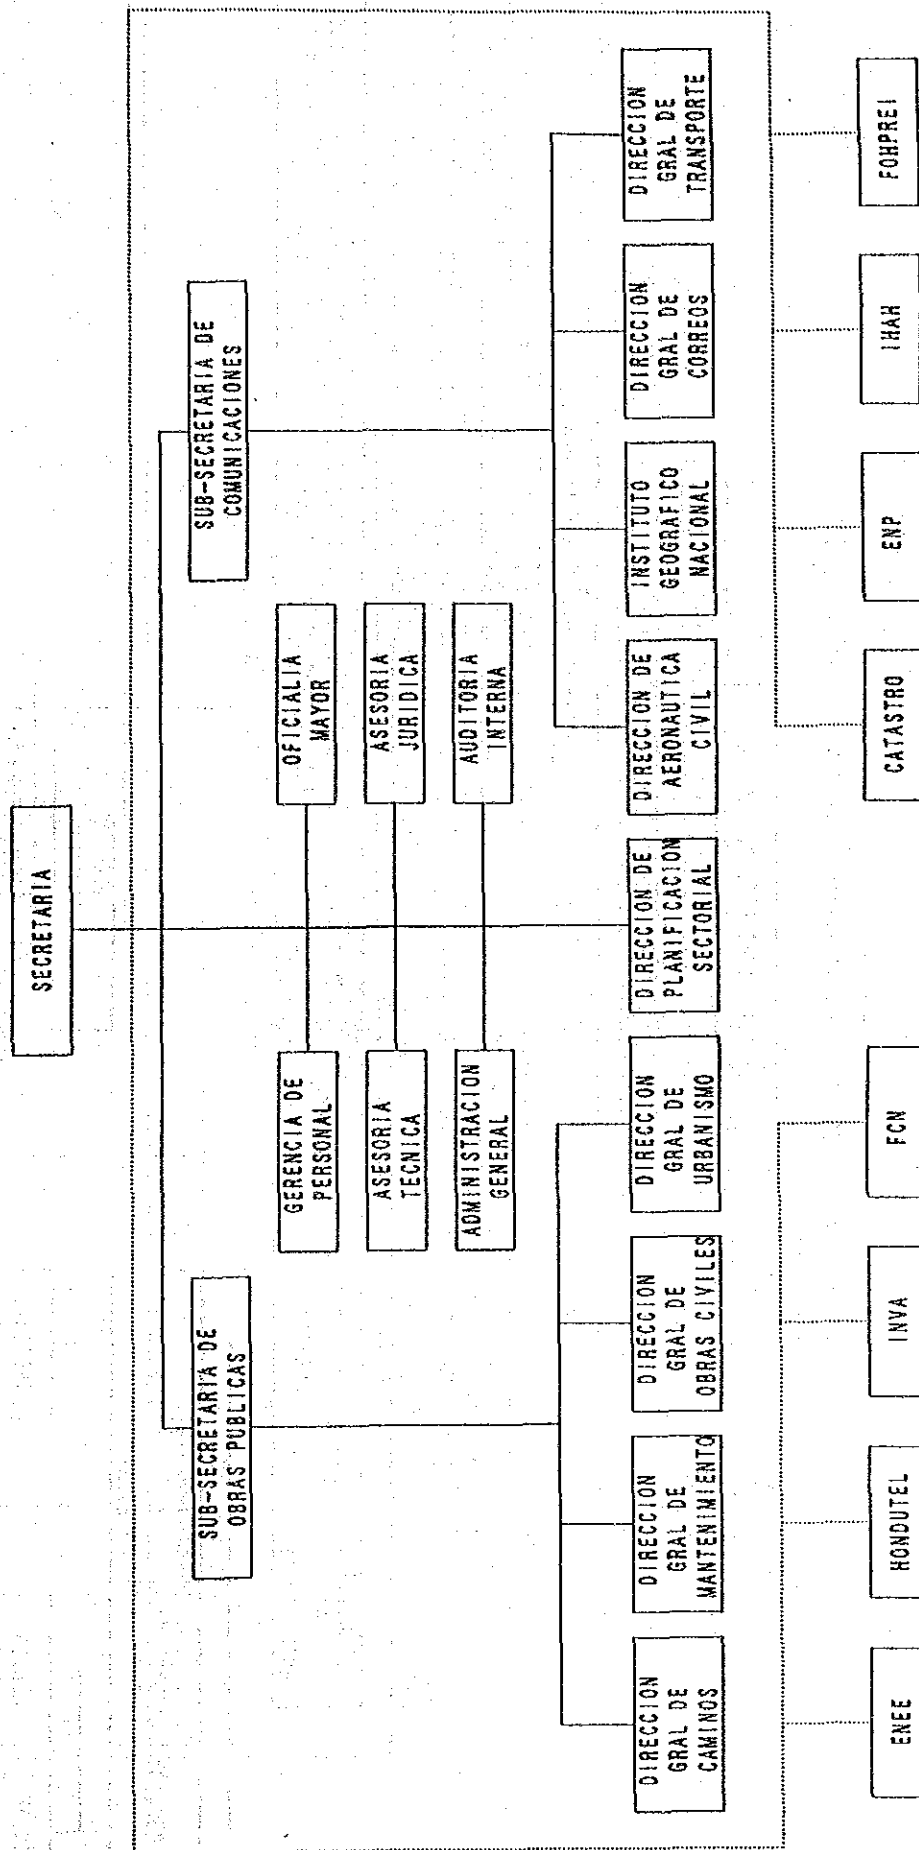 SECRETARIA
SUB-SECRETARIA DE
OBRAS PUBLICAS
SUB-SECRETARIA DE
COMUNICACIONES
GERENCIA DE
PERSONAL
OFICIALIA
MAYOR
ASESORIA
TECNICA
ASESORIA
JURIDICA
ADMINISTRACION
GENERAL
AUDITORIA
INTERNA
DIRECCION
GRAL DE
CAMINOS
DIRECCION
GRAL DE
MANTENIMIENTO
DIRECCION
GRAL DE
OBRAS CIVILES
DIRECCION
GRAL DE
URBANISMO
DIRECCION DE
PLANIFICACION
SECTORIAL
DIRECCION DE
AERONAUTICA
CIVIL
INSTITUTO
GEOGRAFICO
NACIONAL
DIRECCION
GRAL DE
CORREOS
DIRECCION
GRAL DE
TRANSPORTE
ENEE
HONDUTEL
INVA
FCN
CATASTRO
ENP
IHAH
FOHPREI